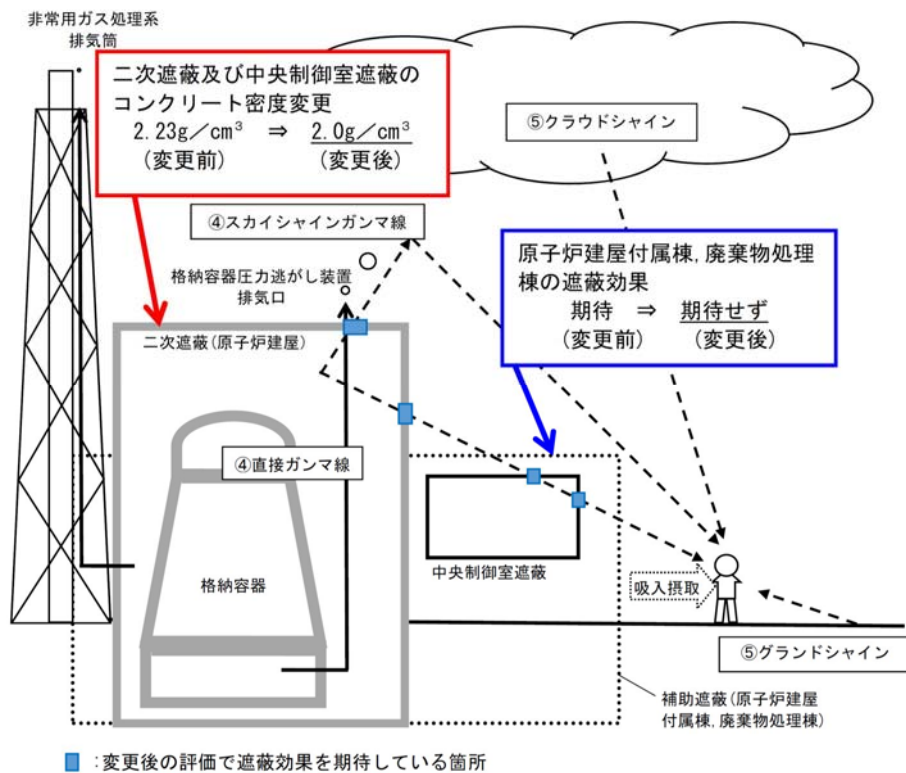 非常用ガス処理系
排気筒
二次遮蔽及び中央制御室遮蔽の
コンクリート密度変更
2.23g/cm³ ⇒ 2.0g/cm³
(変更前) (変更後)
⑤クラウドシャイン
④スカイシャインガンマ線
原子炉建屋付属棟,廃棄物処理
棟の遮蔽効果
期待 ⇒ 期待せず
(変更前) (変更後)
格納容器圧力逃がし装置
排気口
二次遮蔽(原子炉建屋)
④直接ガンマ線
格納容器
中央制御室遮蔽
吸入摂取
⑤グランドシャイン
補助遮蔽(原子炉建屋
付属棟,廃棄物処理棟)
:変更後の評価で遮蔽効果を期待している箇所